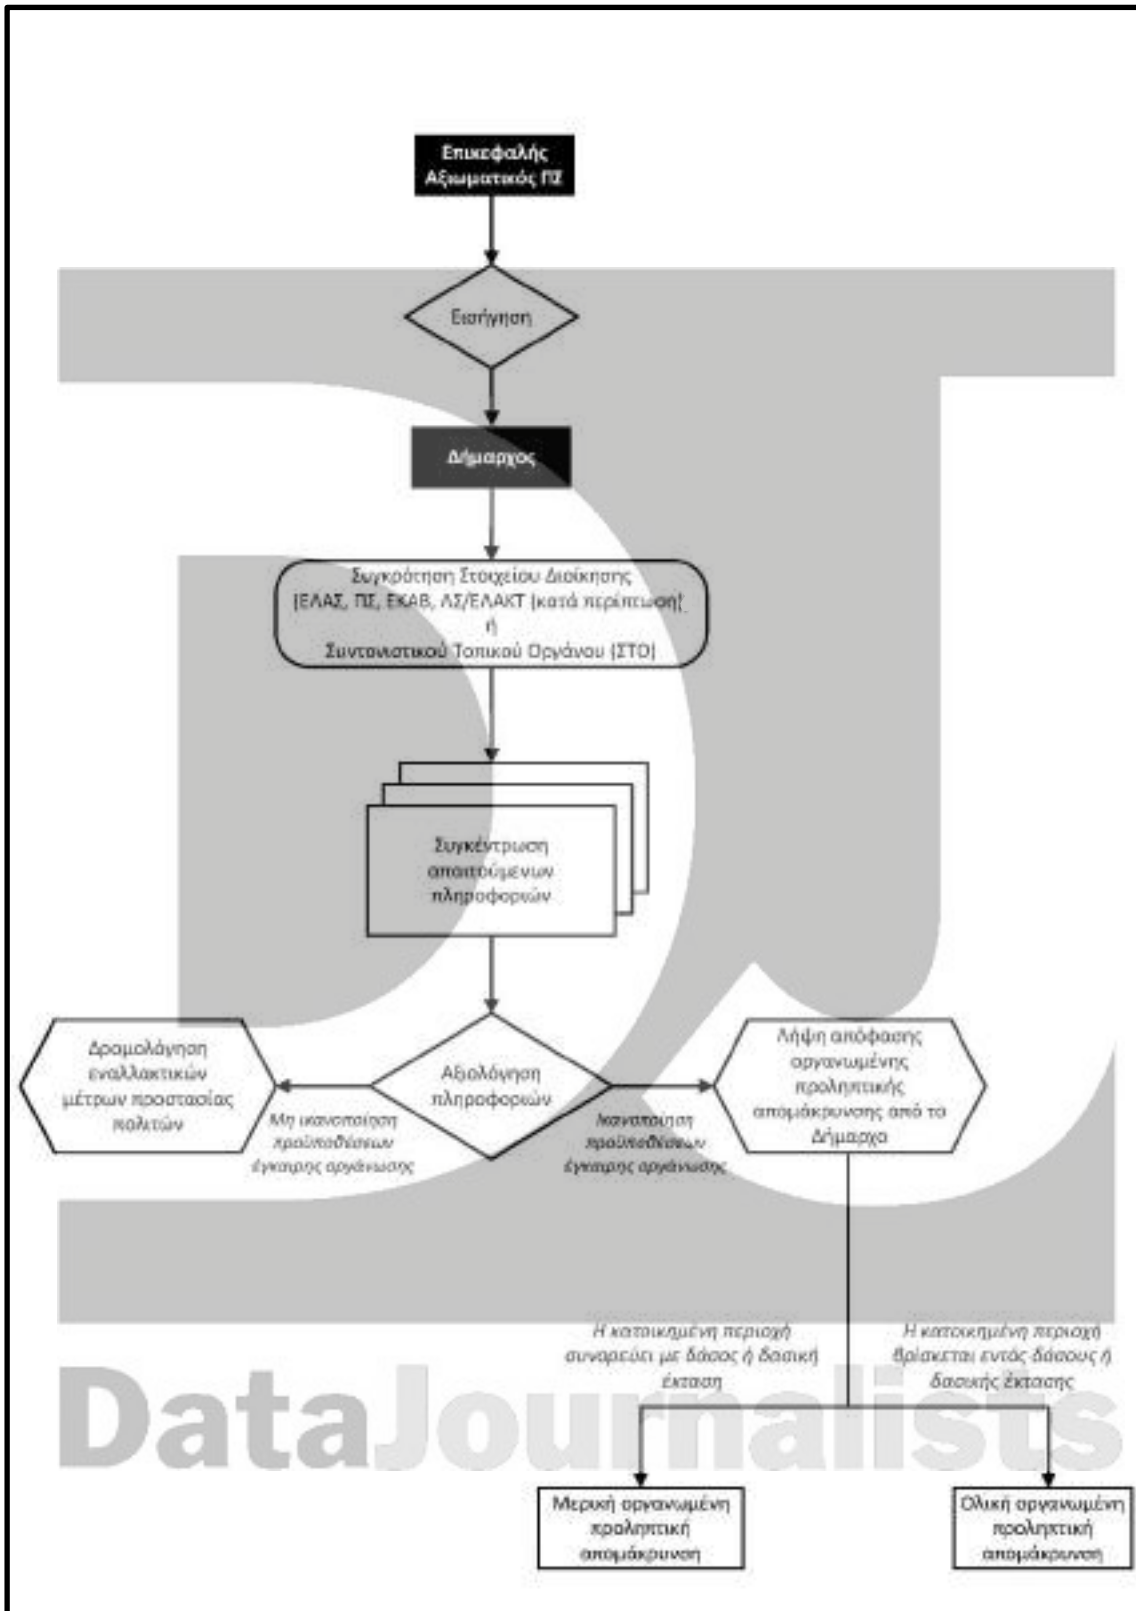 Επικεφαλής
Αξιωματικός ΠΣ
Εισήγηση
Δήμαρχος
Συγκρότηση Στοιχείου Διοίκησης
(ΕΛΑΣ, ΠΣ, ΕΚΑΒ, ΛΣ/ΕΛΑΚΤ (κατά περίπτωση)
ή
Συντονιστικού Τοπικού Οργάνου (ΣΤΟ)
Συγκέντρωση
απαιτούμενων
πληροφοριών
Δρομολόγηση
εναλλακτικών
μέτρων προστασίας
πολιτών
Αξιολόγηση
πληροφοριών
Λήψη απόφασης
οργανωμένης
προληπτικής
απομάκρυνσης από το
Δήμαρχο
Μη ικανοποίηση
προϋποθέσεων
έγκαιρης οργάνωσης
Ικανοποίηση
προϋποθέσεων
έγκαιρης οργάνωσης
Η κατοικημένη περιοχή
συνορεύει με δάσος ή δασική
έκταση
Η κατοικημένη περιοχή
βρίσκεται εντός δάσους ή
δασικής έκτασης
DataJournalists
Μερική οργανωμένη
προληπτική
απομάκρυνση
Ολική οργανωμένη
προληπτική
απομάκρυνση